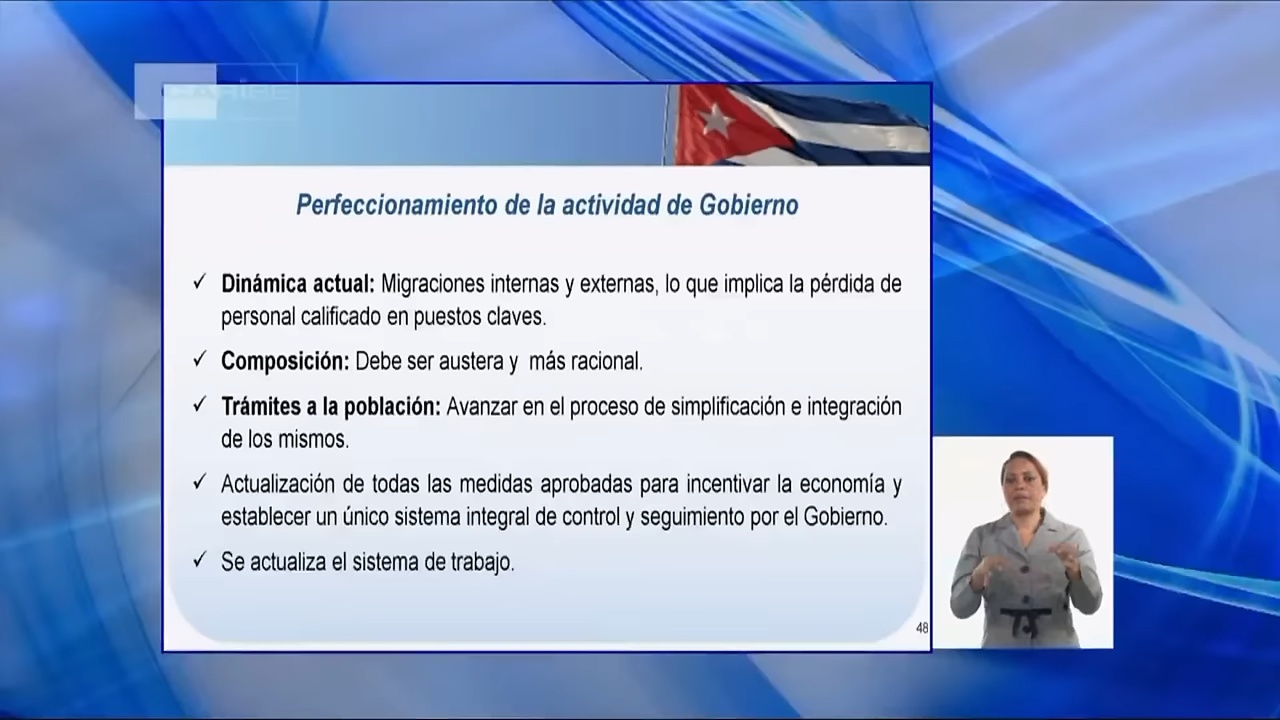 CARIBE
Perfeccionamiento de la actividad de Gobierno
✓ Dinámica actual: Migraciones internas y externas, lo que implica la pérdida de
personal calificado en puestos claves.
✓ Composición: Debe ser austera y más racional.
✓ Trámites a la población: Avanzar en el proceso de simplificación e integración
de los mismos.
✓ Actualización de todas las medidas aprobadas para incentivar la economía y
establecer un único sistema integral de control y seguimiento por el Gobierno.
✓ Se actualiza el sistema de trabajo.
48